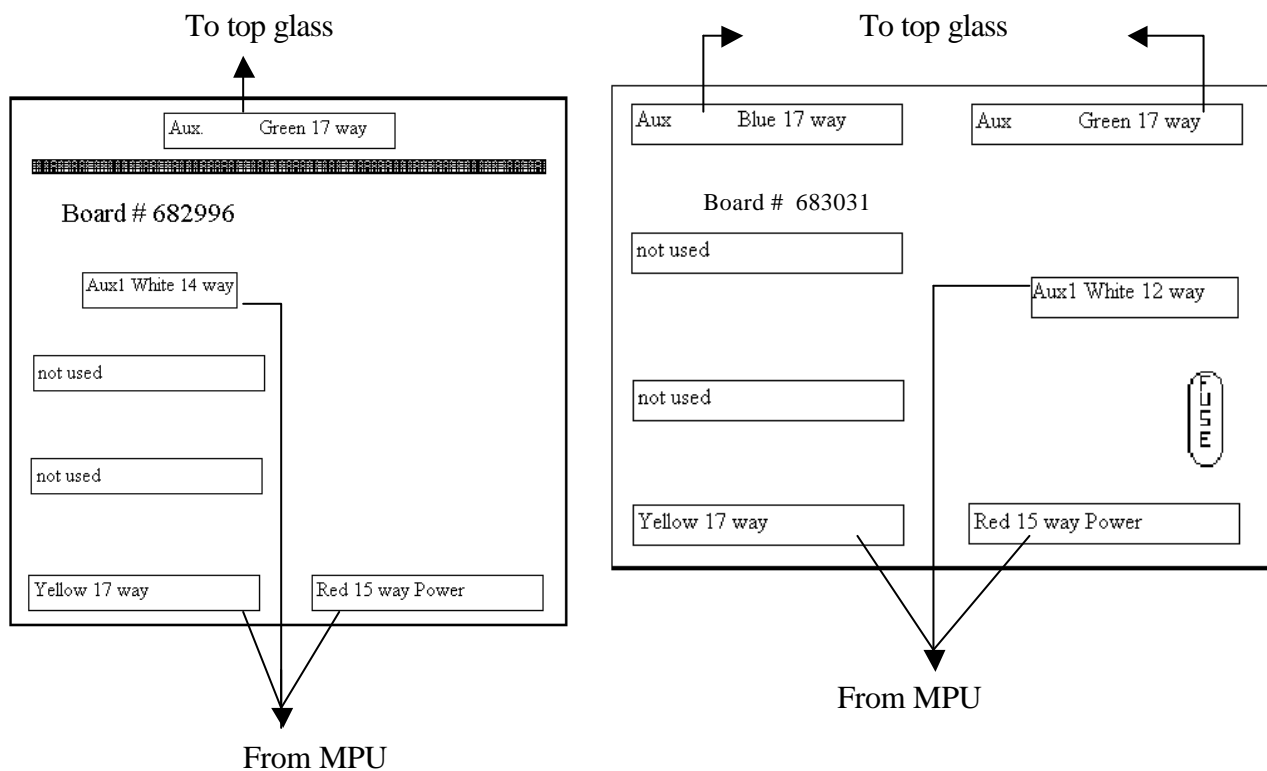 To top glass
Aux. Green 17 way
Board # 682996
Aux1 White 14 way
not used
not used
Yellow 17 way
Red 15 way Power
From MPU
To top glass
Aux Blue 17 way
Aux Green 17 way
Board # 683031
not used
Aux1 White 12 way
not used
FUSE
Yellow 17 way
Red 15 way Power
From MPU